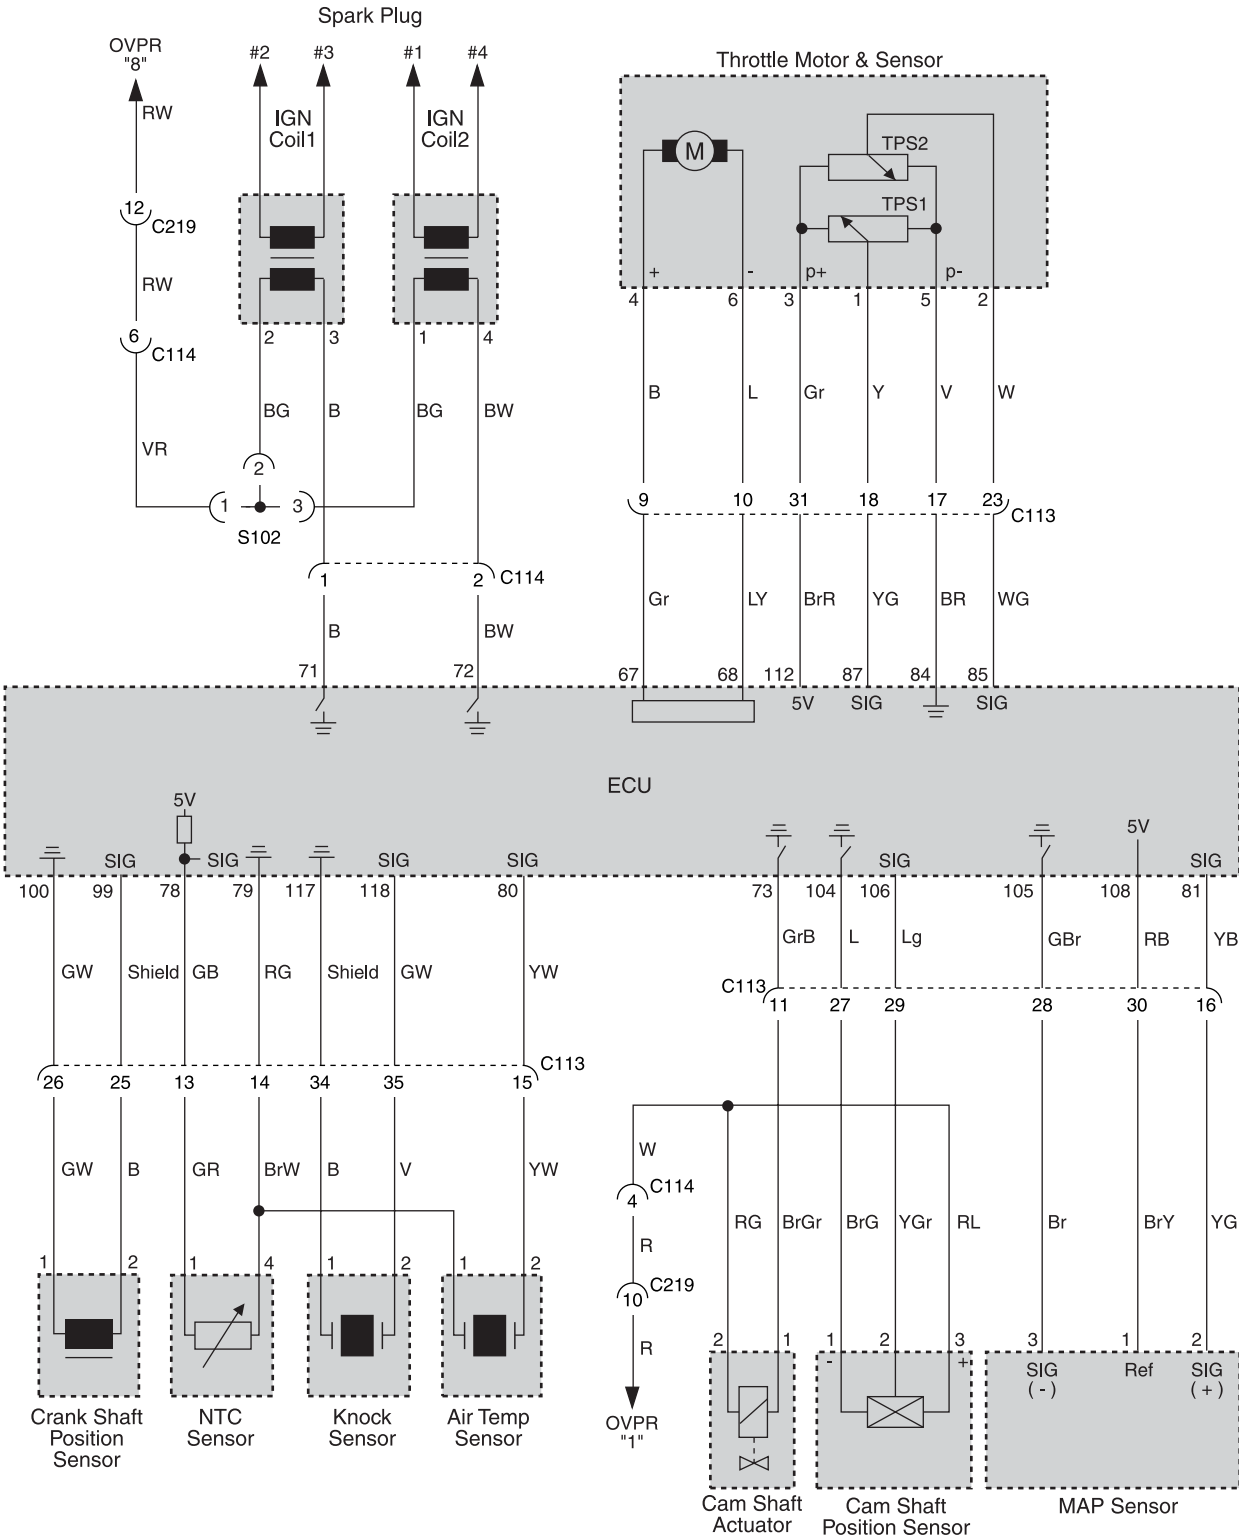 Spark Plug
OVPR
"8"
#2 #3 #1 #4
Throttle Motor & Sensor
RW
IGN
Coil1
IGN
Coil2
M
TPS2
TPS1
12
C219
RW
+ - p+ p-
4 6 3 1 5 2
6
C114
2 3 1 4
BG B BG BW
B L Gr Y V W
VR
2
1 3
S102
9 10 31 18 17 23
C113
1 2 C114
Gr LY BrR YG BR WG
B BW
71 72
67 68 112 87 84 85
5V SIG SIG
ECU
5V
5V
SIG SIG SIG SIG
SIG SIG
100 99 78 79 117 118 80
73 104 106 105 108 81
GrB L Lg GBr RB YB
GW Shield GB RG Shield GW YW
C113
11 27 29 28 30 16
C113
26 25 13 14 34 35 15
W
C114
4
GW B GR BrW B V YW
R
RG BrGr BrG YGr RL Br BrY YG
1 2 1 4 1 2 1 2
C219
10
R
2 1 1 2 3 3 1 2
- +
SIG
( - )
Ref
SIG
( + )
OVPR
"1"
Crank Shaft
Position
Sensor
NTC
Sensor
Knock
Sensor
Air Temp
Sensor
Cam Shaft
Actuator
Cam Shaft
Position Sensor
MAP Sensor